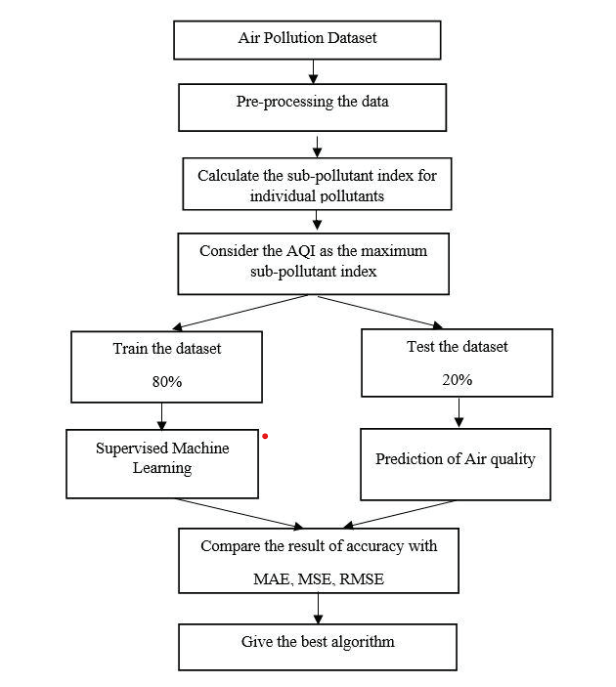 Air Pollution Dataset
Pre-processing the data
Calculate the sub-pollutant index for
individual pollutants
Consider the AQI as the maximum
sub-pollutant index
Train the dataset
80%
Test the dataset
20%
Supervised Machine
Learning
Prediction of Air quality
Compare the result of accuracy with
MAE, MSE, RMSE
Give the best algorithm